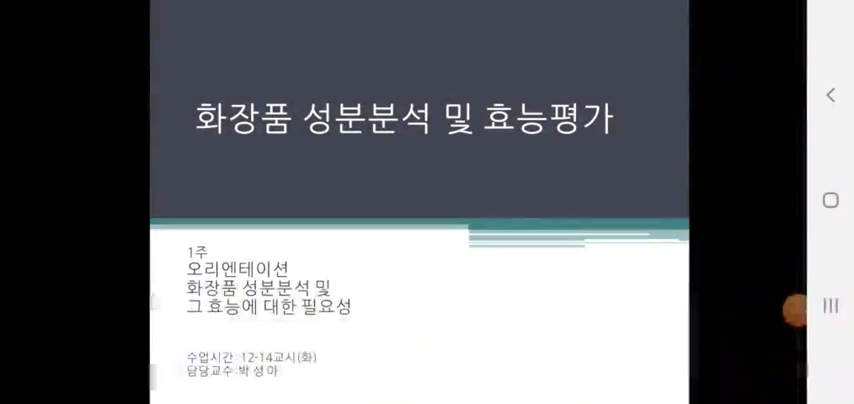 화장품 성분분석 및 효능평가
1주
오리엔테이션
화장품 성분분석 및
그 효능에 대한 필요성
수업시간 :12-14교시(화)
담당교수 :박 성 아